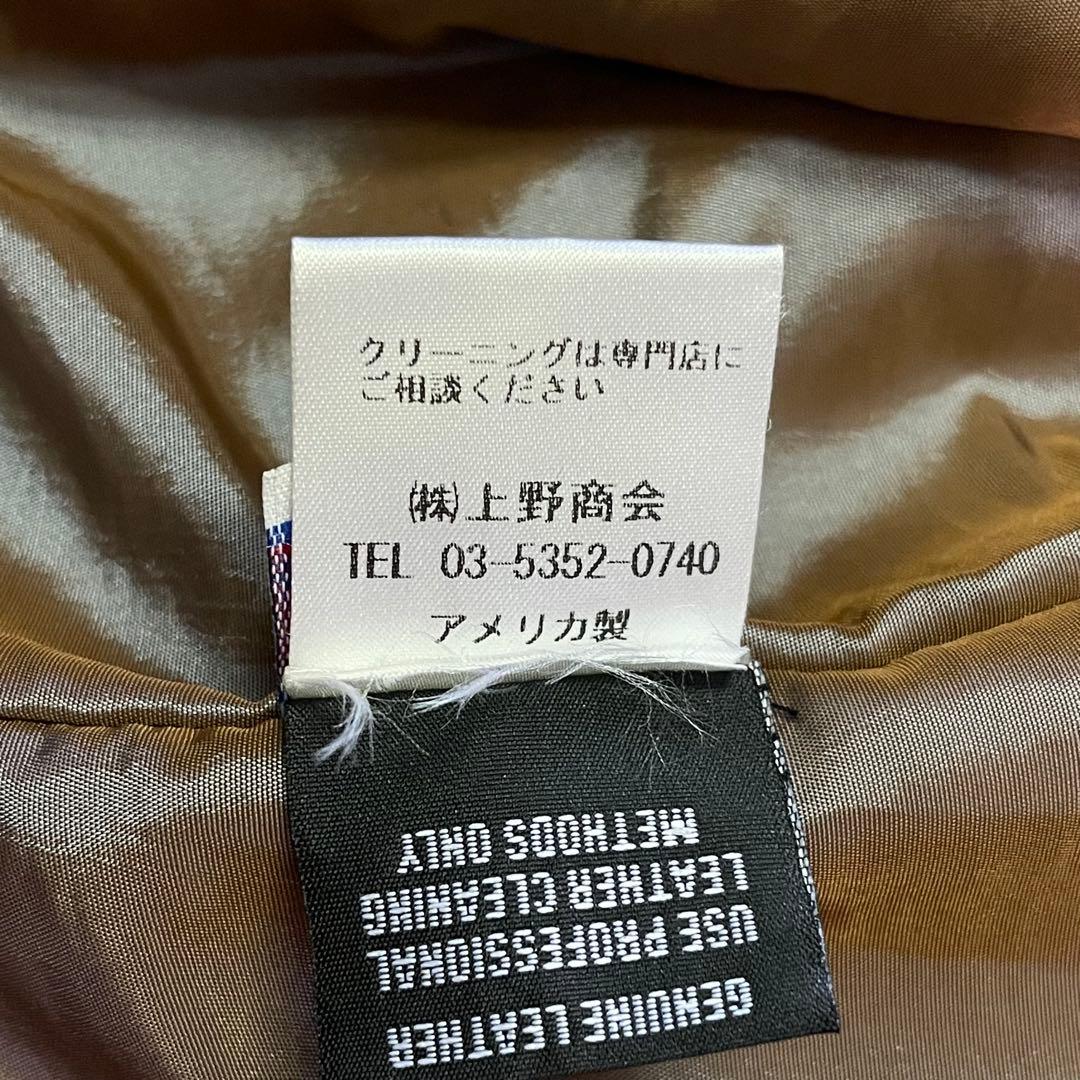 クリーニングは専門店に
ご相談ください
㈱上野商会
TEL 03-5352-0740
アメリカ製
GENUINE LEATHER
USE PROFESSIONAL
LEATHER CLEANING
METHODS ONLY